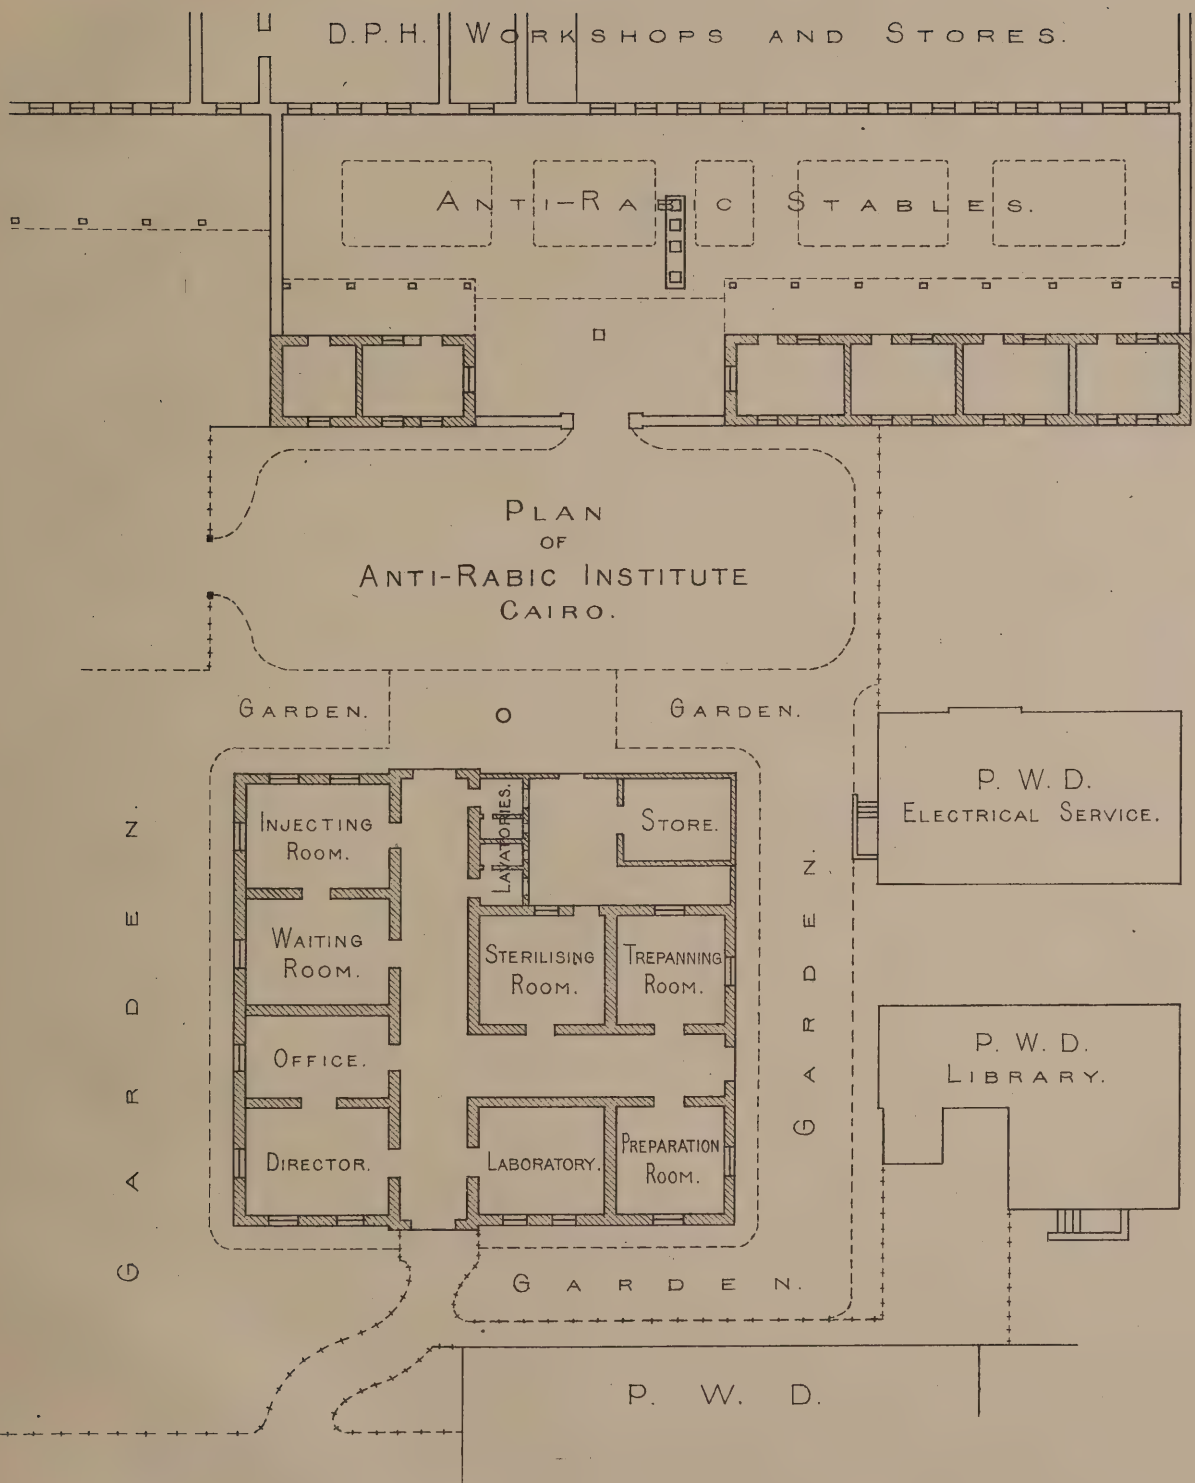 D.P.H. WORKSHOPS AND STORES.
ANTI-RABIC STABLES.
PLAN
OF
ANTI-RABIC INSTITUTE
CAIRO.
GARDEN.
GARDEN.
P. W. D.
ELECTRICAL SERVICE.
INJECTING
ROOM.
LAVATORIES.
STORE.
GARDEN.
GARDEN.
WAITING
ROOM.
STERILISING
ROOM.
TREPANNING
ROOM.
OFFICE.
P. W. D.
LIBRARY.
DIRECTOR.
LABORATORY.
PREPARATION
ROOM.
GARDEN.
P. W. D.